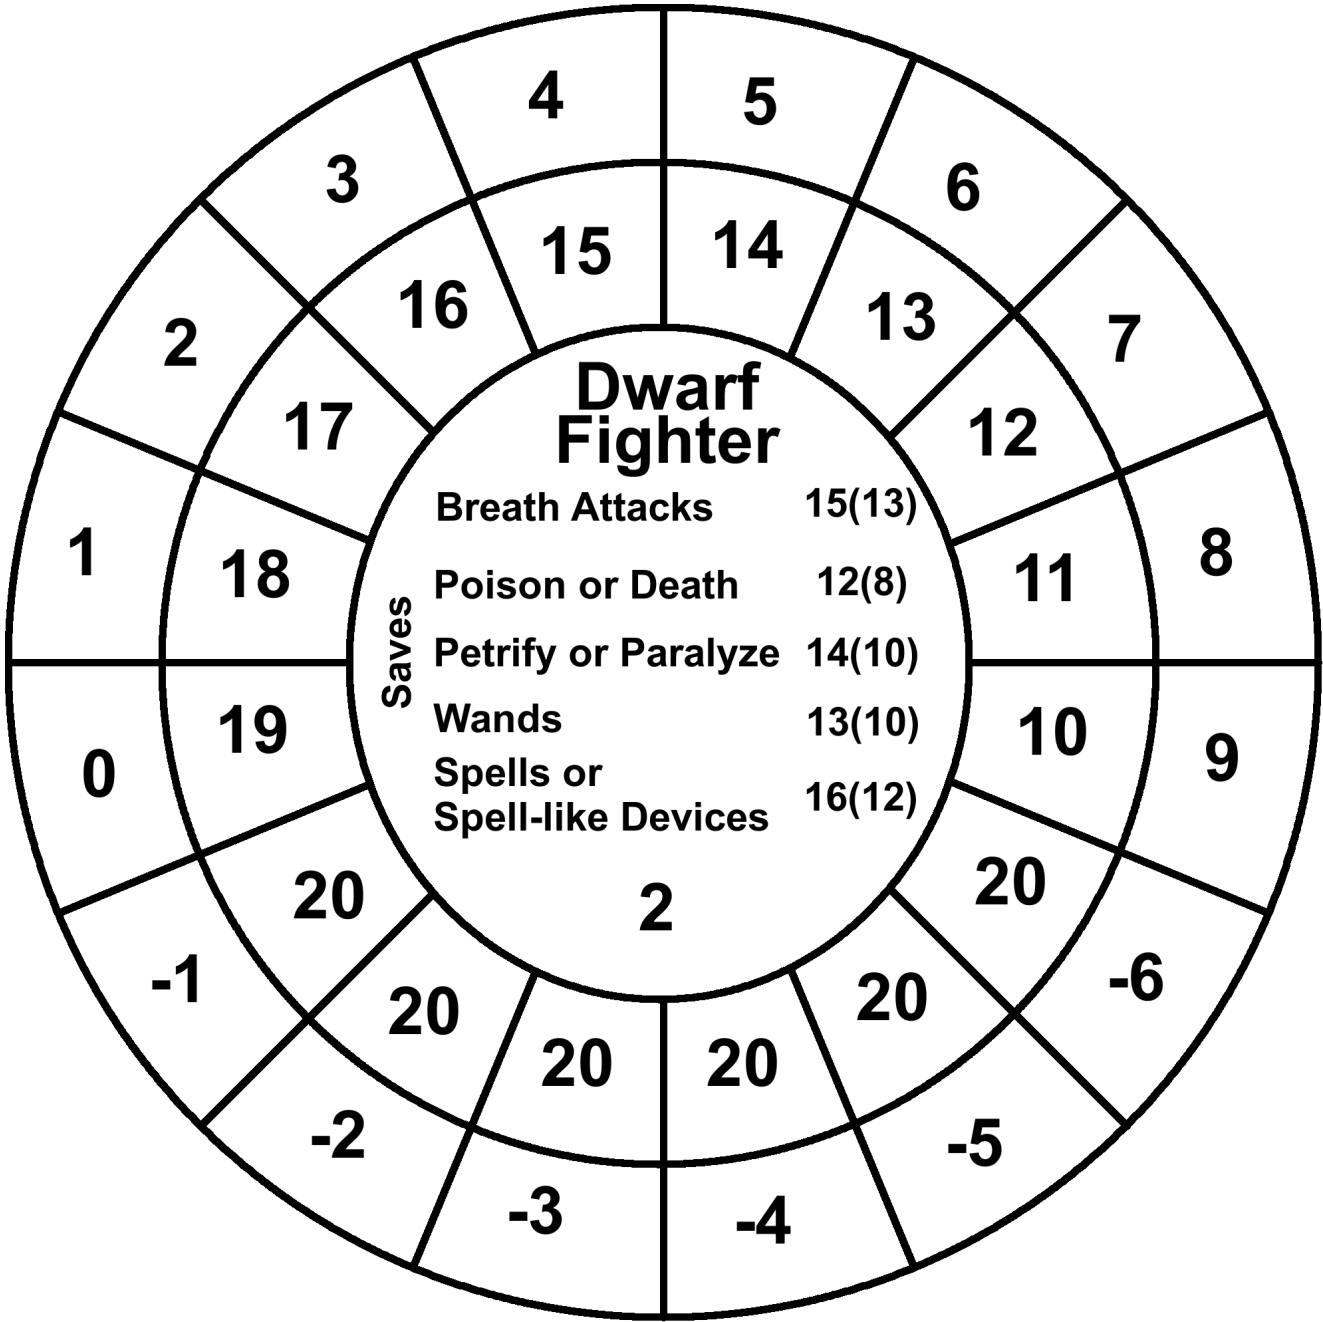 4 5
3 6
15 14
16 13
2 7
17 12
Dwarf
Fighter
Breath Attacks 15(13)
1 8
18 11
Poison or Death 12(8)
Saves
Petrify or Paralyze 14(10)
Wands 13(10)
19 10
0 9
Spells or
Spell-like Devices 16(12)
20 20
2
-1 -6
20 20
20 20
-2 -5
-3 -4